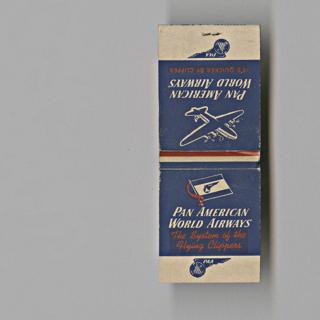 PAA
IT'S QUICKER BY CLIPPER
PAN AMERICAN
WORLD AIRWAYS
PAN AMERICAN
WORLD AIRWAYS
The System of the
Flying Clippers
PAA